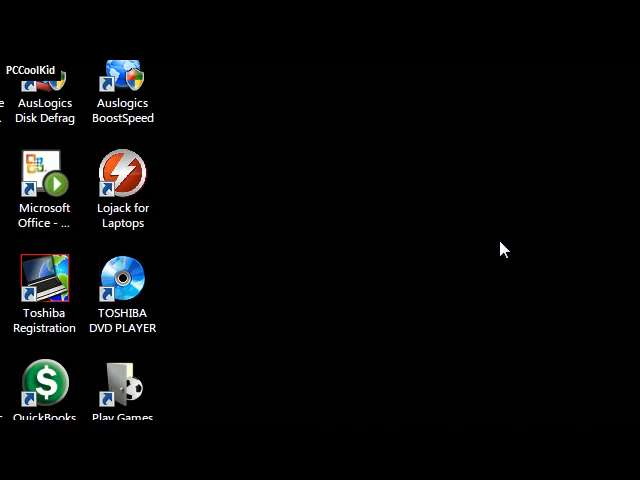 PCCoolKid
e
AusLogics
Disk Defrag
Auslogics
BoostSpeed
Microsoft
Office - ...
Lojack for
Laptops
Toshiba
Registration
TOSHIBA
DVD PLAYER
QuickBooks
Play Games